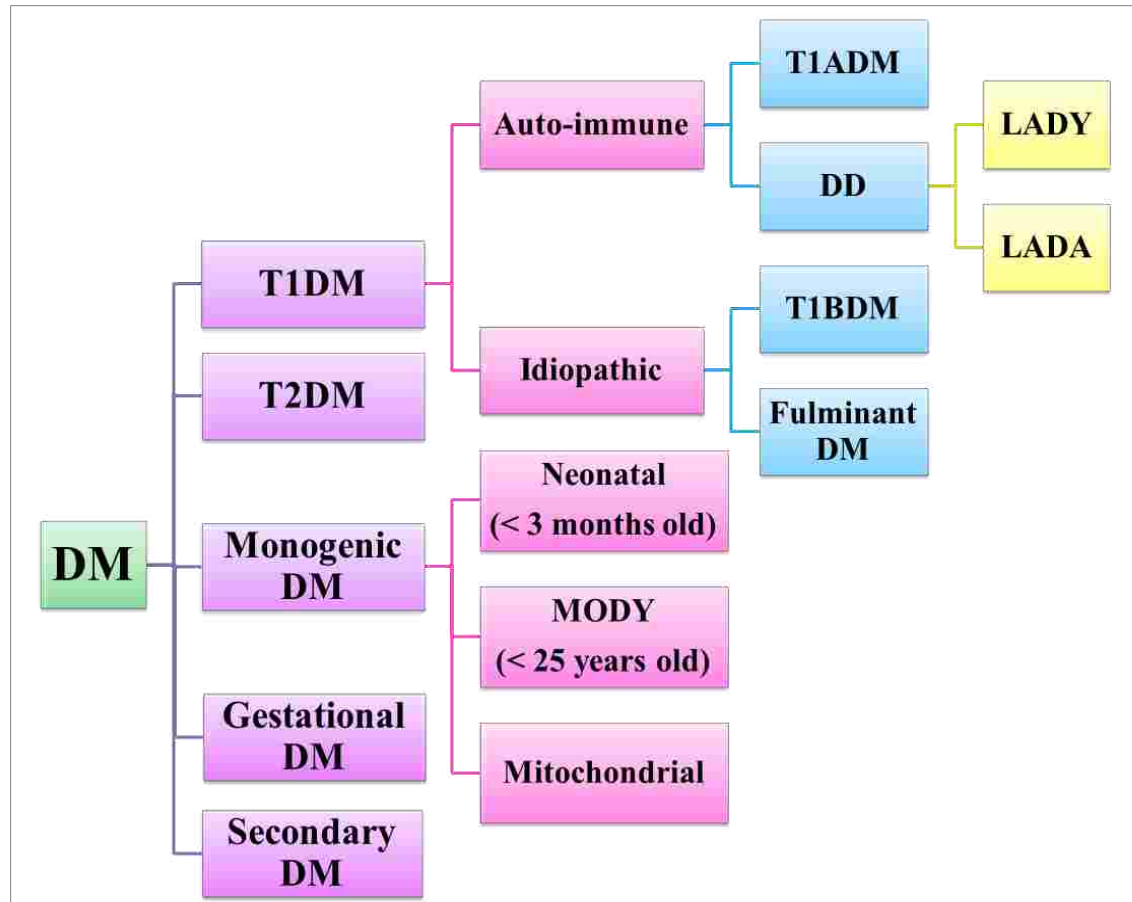 DM
T1DM
T2DM
Monogenic
DM
Gestational
DM
Secondary
DM
Auto-immune
Idiopathic
Neonatal
(< 3 months old)
MODY
(< 25 years old)
Mitochondrial
T1ADM
DD
T1BDM
Fulminant
DM
LADY
LADA